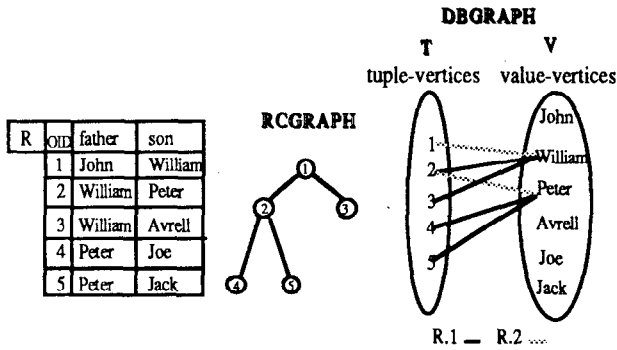 DBGRAPH
T V
tuple-vertices value-vertices
R OID father son
1 John William
2 William Peter
3 William Avrell
4 Peter Joe
5 Peter Jack
RCGRAPH
1
2 3
4 5
1
2
3
4
5
John
William
Peter
Avrell
Joe
Jack
R.1 R.2